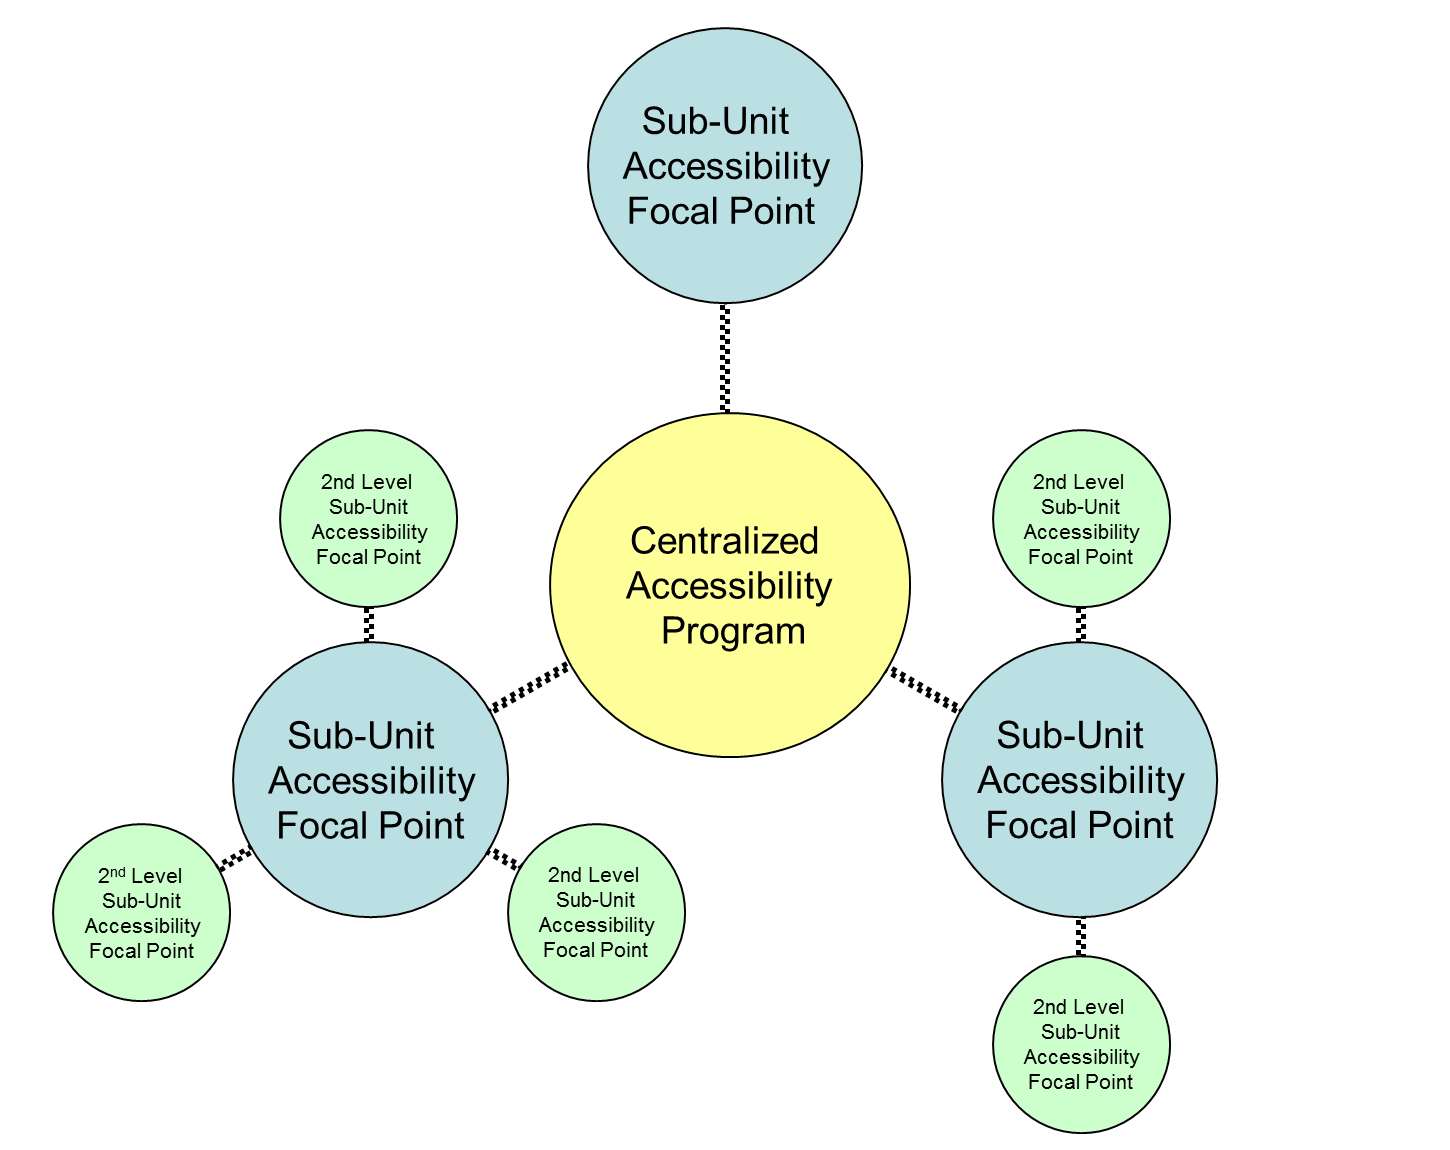 Sub-Unit
Accessibility
Focal Point
2nd Level
Sub-Unit
Accessibility
Focal Point
Centralized
Accessibility
Program
2nd Level
Sub-Unit
Accessibility
Focal Point
Sub-Unit
Accessibility
Focal Point
Sub-Unit
Accessibility
Focal Point
2nd Level
Sub-Unit
Accessibility
Focal Point
2nd Level
Sub-Unit
Accessibility
Focal Point
2nd Level
Sub-Unit
Accessibility
Focal Point